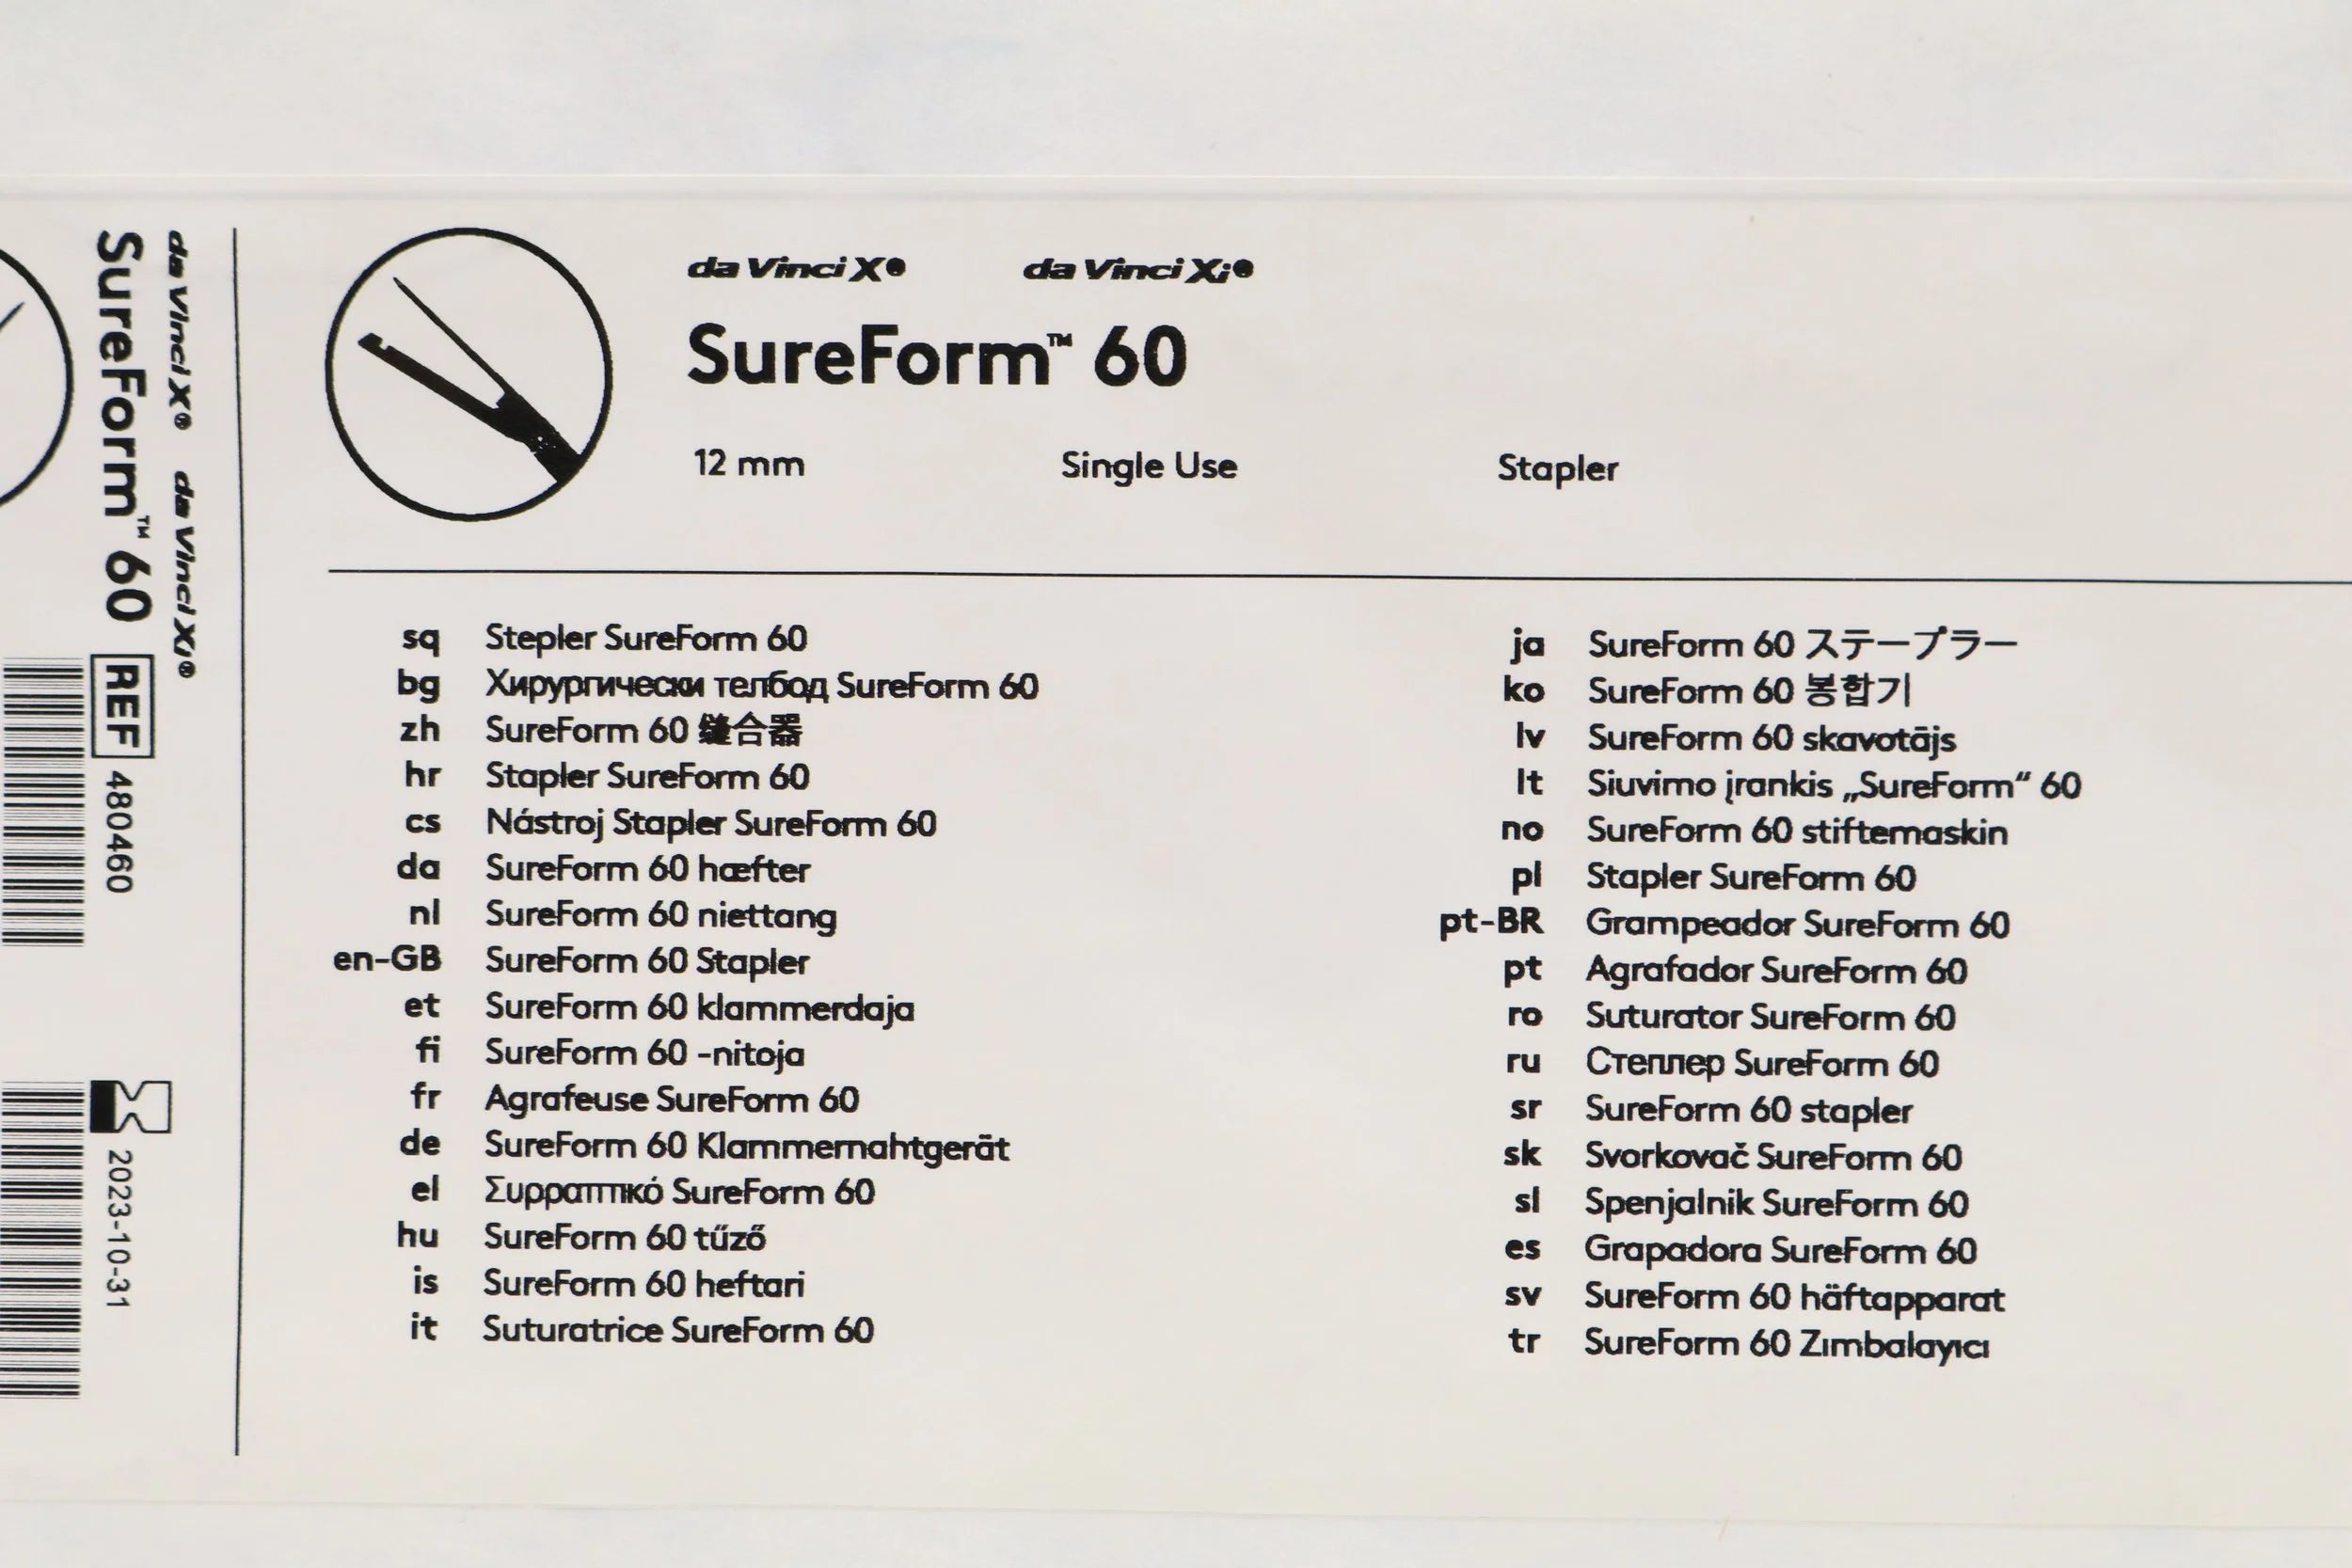 da Vinci X® da Vinci Xi®
SureForm™ 60
REF 480460
2023-10-31
da Vinci X® da Vinci Xi®
SureForm™ 60
12 mm Single Use Stapler
sq Stepler SureForm 60
bg Хирургически телбод SureForm 60
zh SureForm 60 缝合器
hr Stapler SureForm 60
cs Nástroj Stapler SureForm 60
da SureForm 60 hæfter
nl SureForm 60 niettang
en-GB SureForm 60 Stapler
et SureForm 60 klammerdaja
fi SureForm 60 -nitoja
fr Agrafeuse SureForm 60
de SureForm 60 Klammernahtgerät
el Συρραπτικό SureForm 60
hu SureForm 60 tűző
is SureForm 60 heftari
it Suturatrice SureForm 60
ja SureForm 60 ステープラー
ko SureForm 60 봉합기
lv SureForm 60 skavotājs
lt Siuvimo įrankis „SureForm“ 60
no SureForm 60 stiftemaskin
pl Stapler SureForm 60
pt-BR Grampeador SureForm 60
pt Agrafador SureForm 60
ro Suturator SureForm 60
ru Степлер SureForm 60
sr SureForm 60 stapler
sk Svorkovač SureForm 60
sl Spenjalnik SureForm 60
es Grapadora SureForm 60
sv SureForm 60 häftapparat
tr SureForm 60 Zımbalayıcı